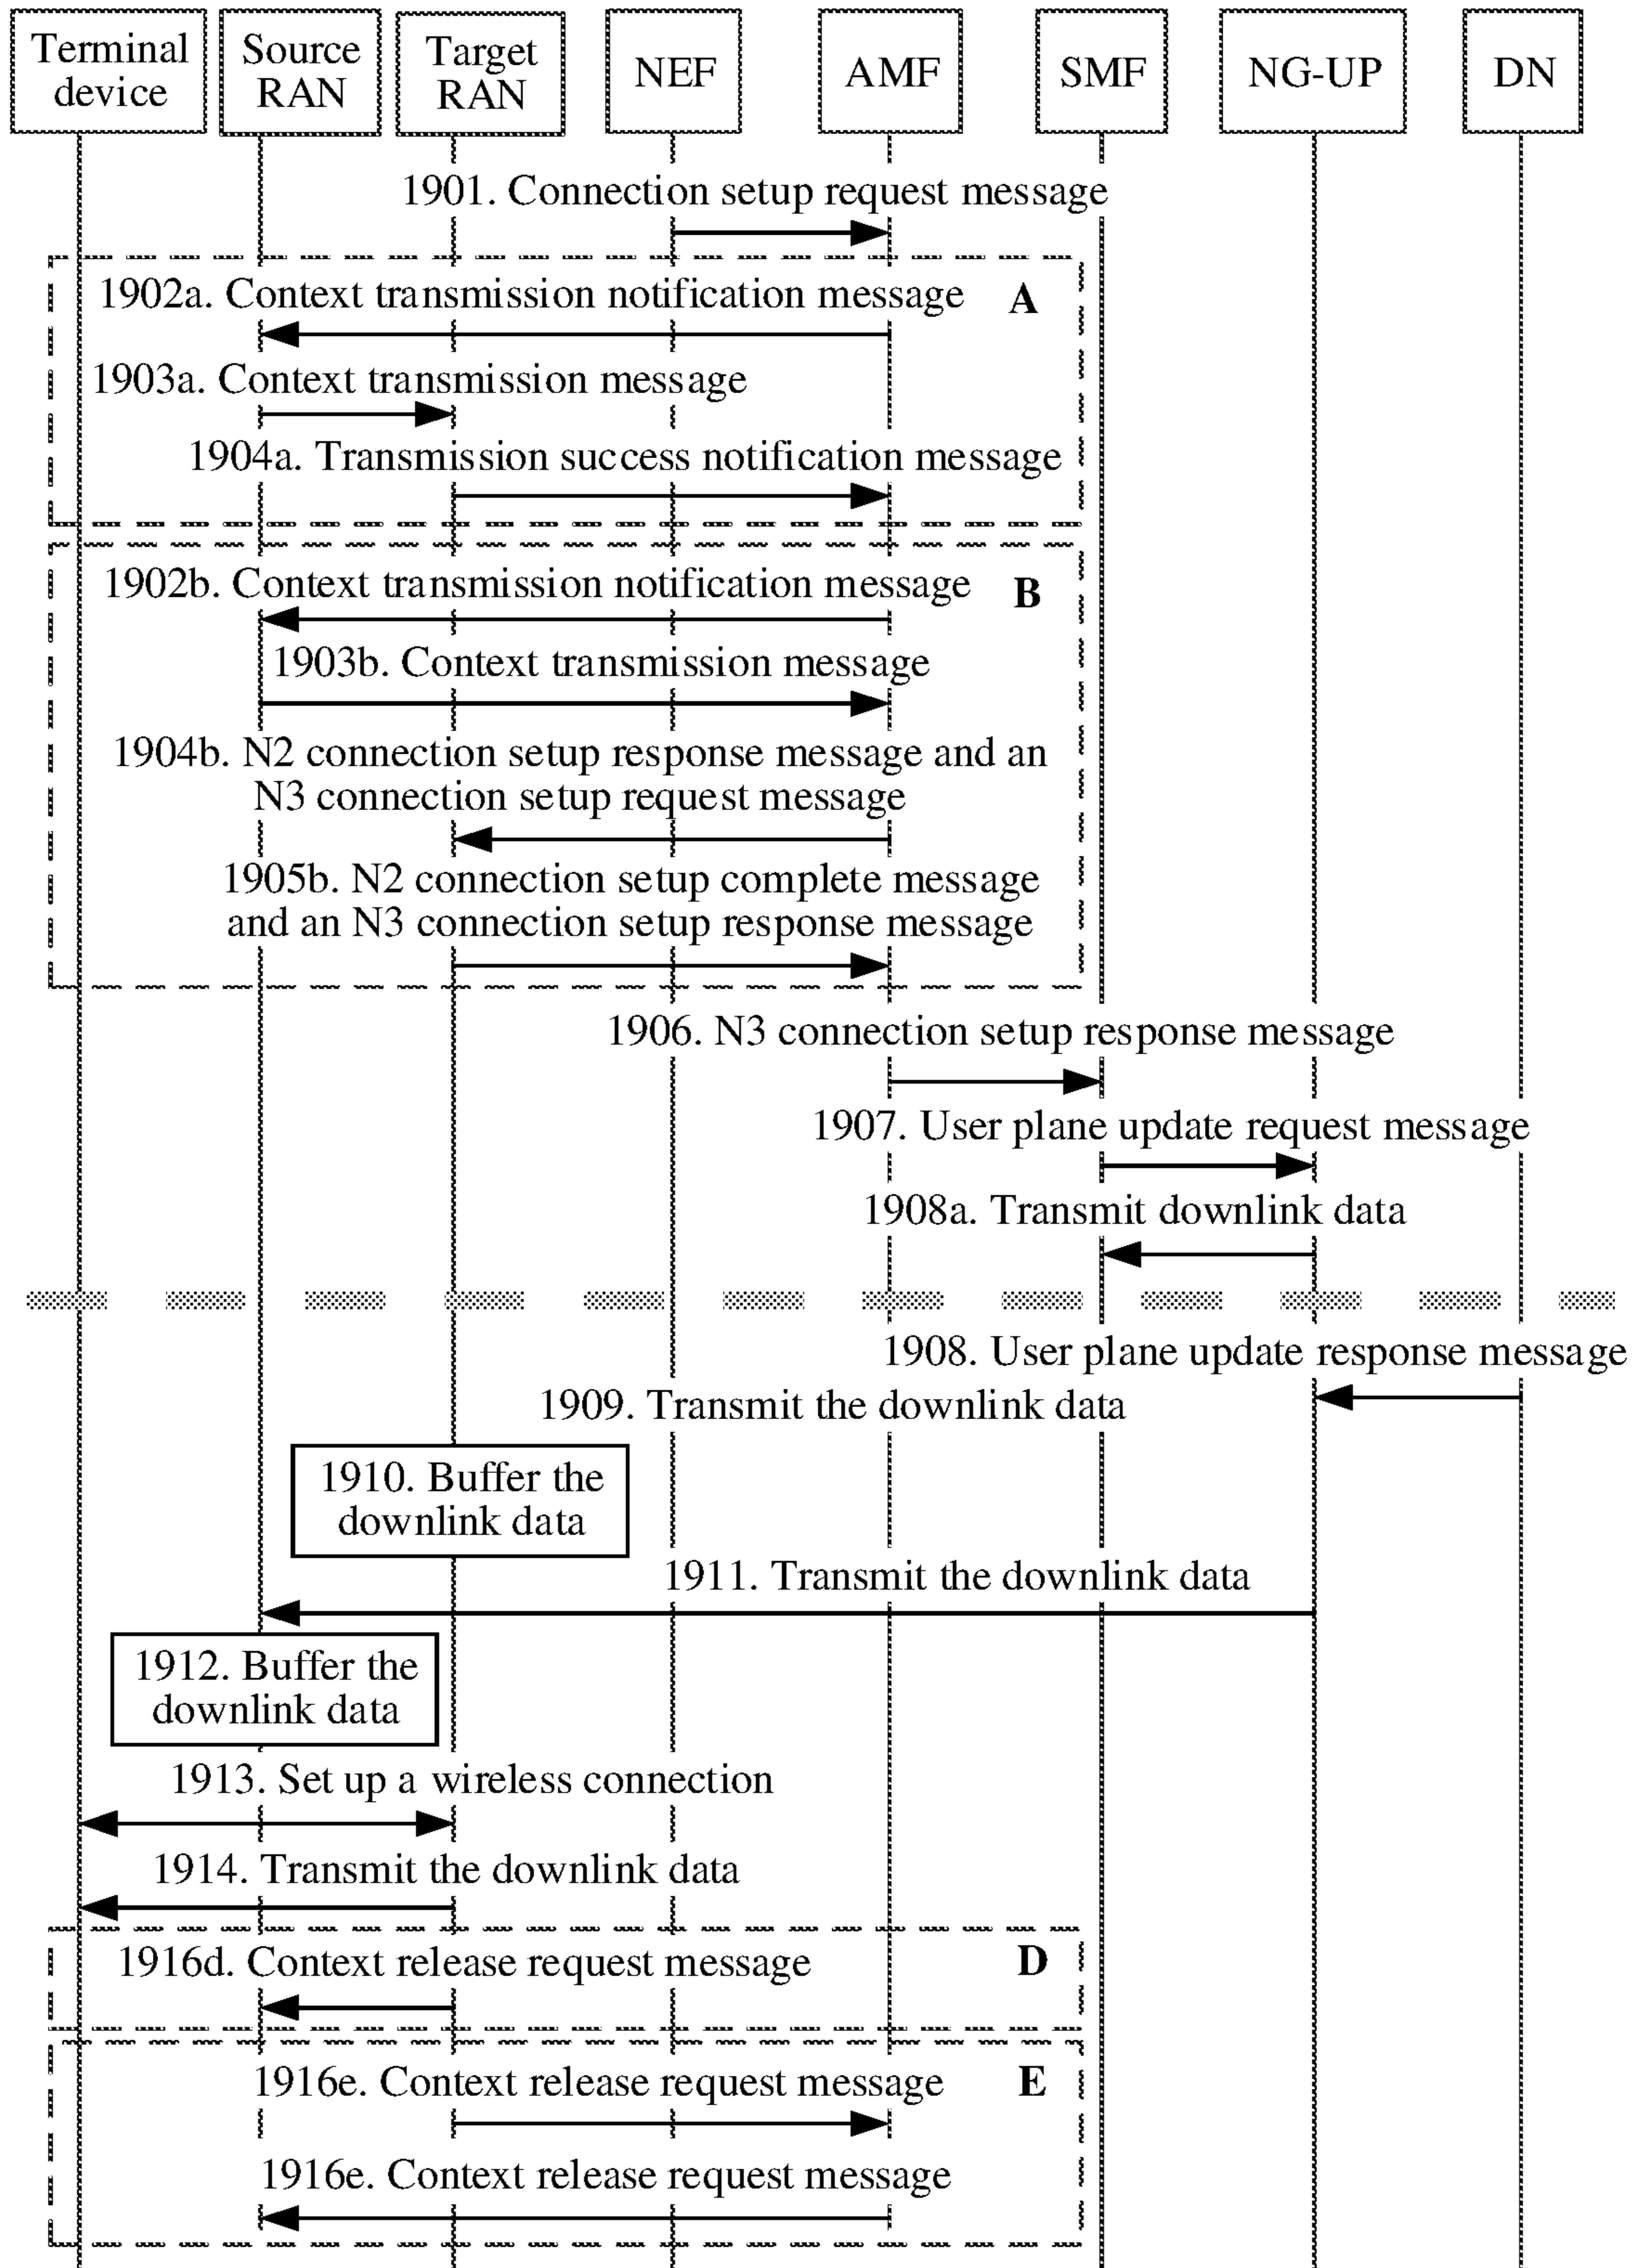 Terminal
device
Source
RAN
Target
RAN
NEF
AMF
SMF
NG-UP
DN
1901. Connection setup request message
1902a. Context transmission notification message
A
1903a. Context transmission message
1904a. Transmission success notification message
1902b. Context transmission notification message
B
1903b. Context transmission message
1904b. N2 connection setup response message and an
N3 connection setup request message
1905b. N2 connection setup complete message
and an N3 connection setup response message
1906. N3 connection setup response message
1907. User plane update request message
1908a. Transmit downlink data
1908. User plane update response message
1909. Transmit the downlink data
1910. Buffer the
downlink data
1911. Transmit the downlink data
1912. Buffer the
downlink data
1913. Set up a wireless connection
1914. Transmit the downlink data
1916d. Context release request message
D
1916e. Context release request message
E
1916e. Context release request message